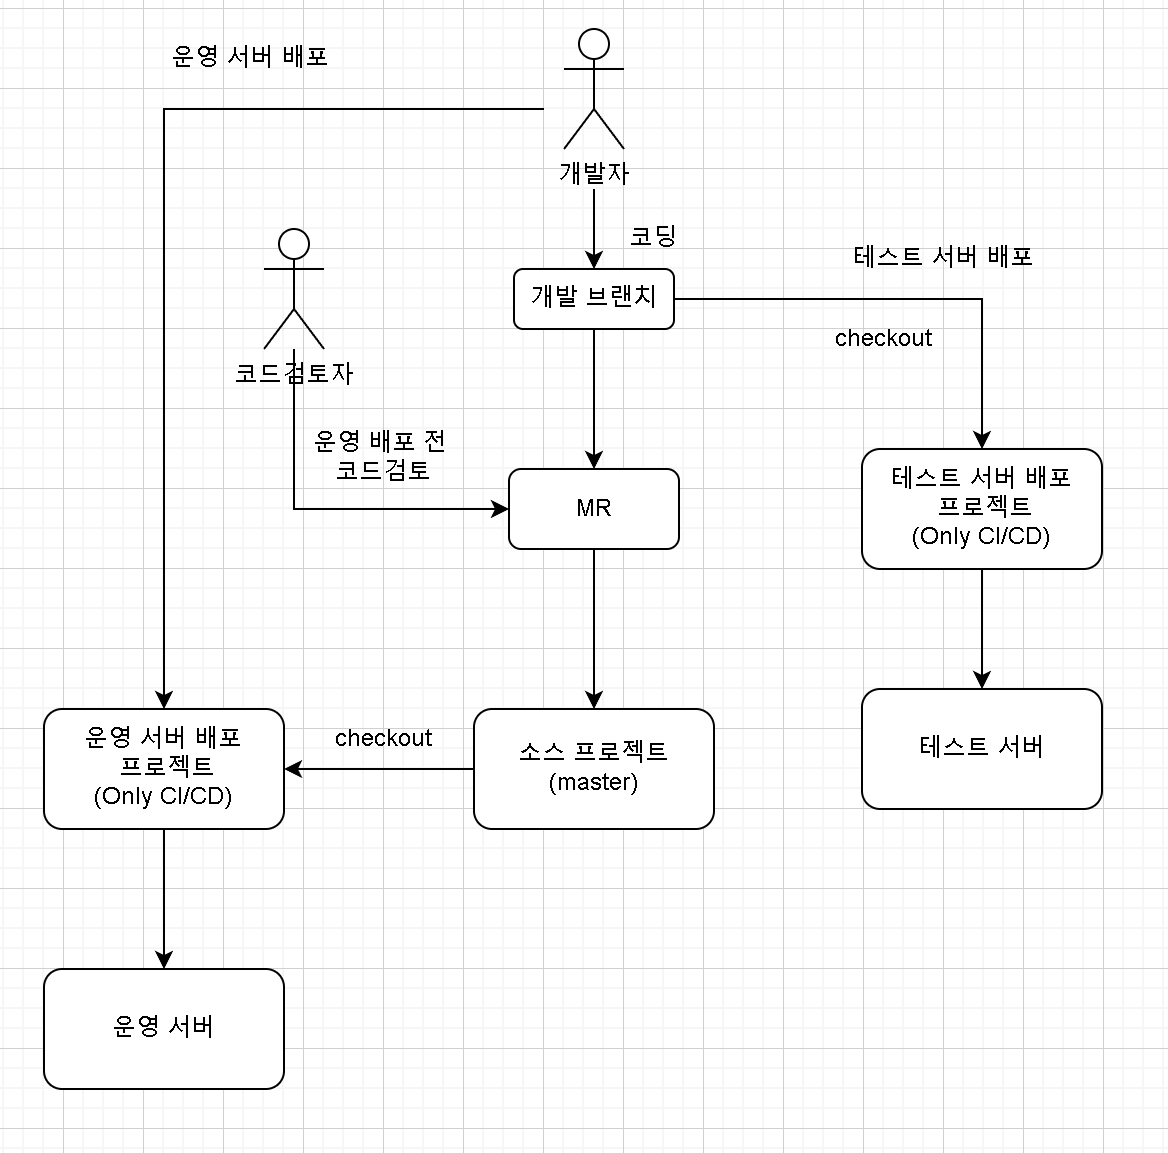 운영 서버 배포
개발자
코딩
테스트 서버 배포
개발 브랜치
checkout
코드검토자
운영 배포 전
코드검토
MR
테스트 서버 배포
프로젝트
(Only CI/CD)
운영 서버 배포
프로젝트
(Only CI/CD)
checkout
소스 프로젝트
(master)
테스트 서버
운영 서버